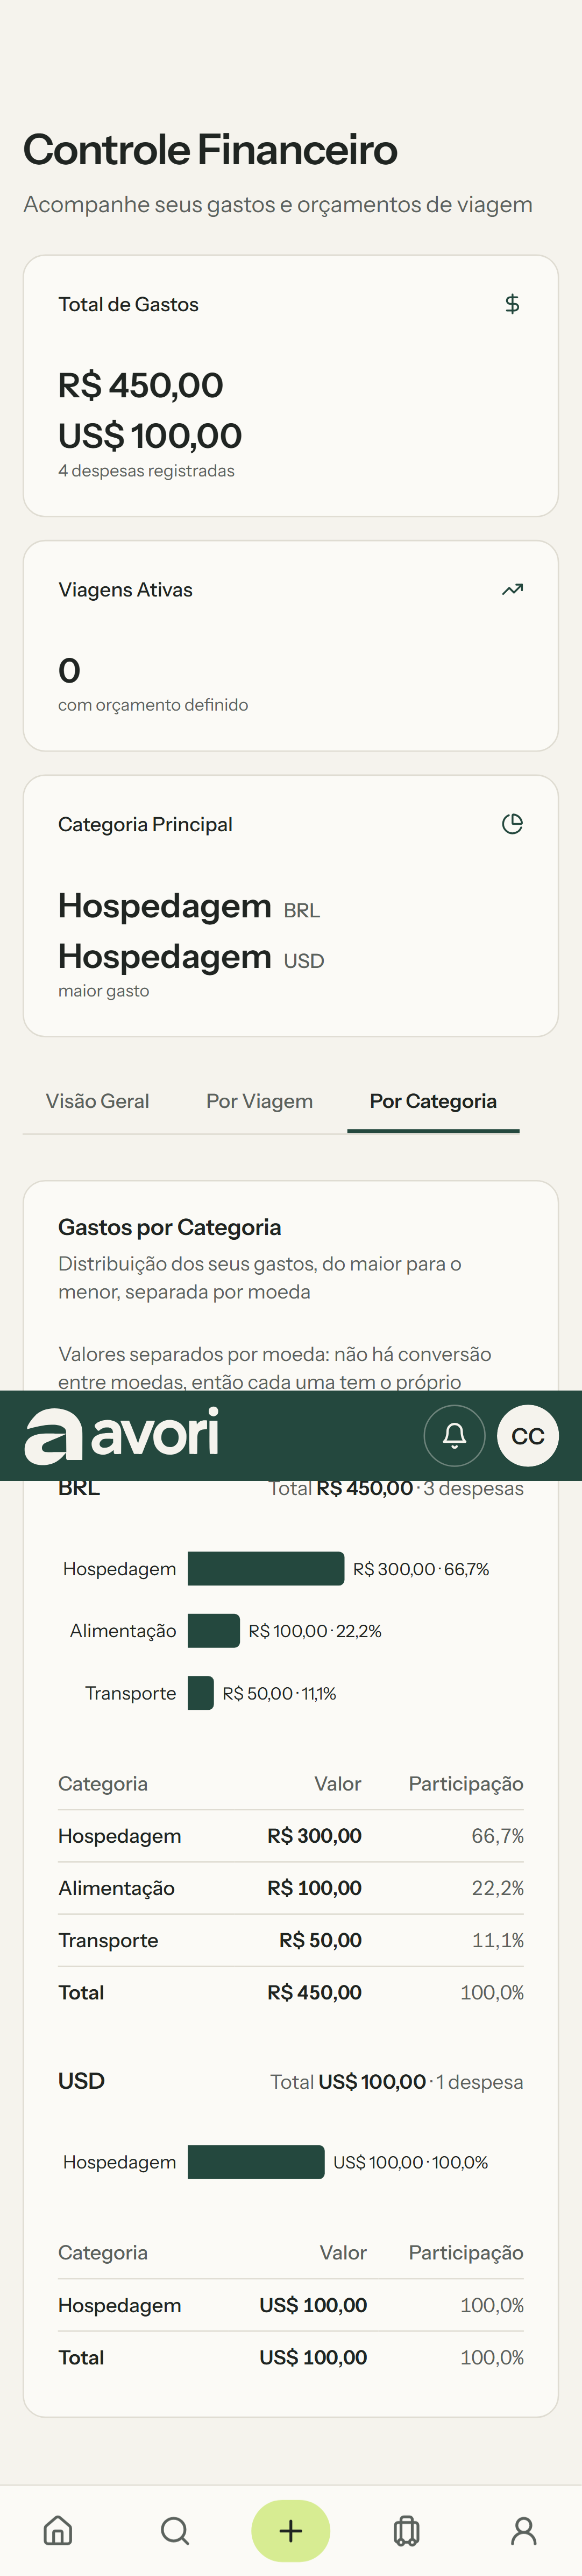 Controle Financeiro
Acompanhe seus gastos e orçamentos de viagem
Total de Gastos
R$ 450,00
US$ 100,00
4 despesas registradas
Viagens Ativas
0
com orçamento definido
Categoria Principal
Hospedagem BRL
Hospedagem USD
maior gasto
Visão Geral Por Viagem Por Categoria
Gastos por Categoria
Distribuição dos seus gastos, do maior para o
menor, separada por moeda
Valores separados por moeda: não há conversão
entre moedas, então cada uma tem o próprio
a avori CC
BRL Total R$ 450,00 · 3 despesas
Hospedagem R$ 300,00 · 66,7%
Alimentação R$ 100,00 · 22,2%
Transporte R$ 50,00 · 11,1%
Categoria Valor Participação
Hospedagem R$ 300,00 66,7%
Alimentação R$ 100,00 22,2%
Transporte R$ 50,00 11,1%
Total R$ 450,00 100,0%
USD Total US$ 100,00 · 1 despesa
Hospedagem US$ 100,00 · 100,0%
Categoria Valor Participação
Hospedagem US$ 100,00 100,0%
Total US$ 100,00 100,0%